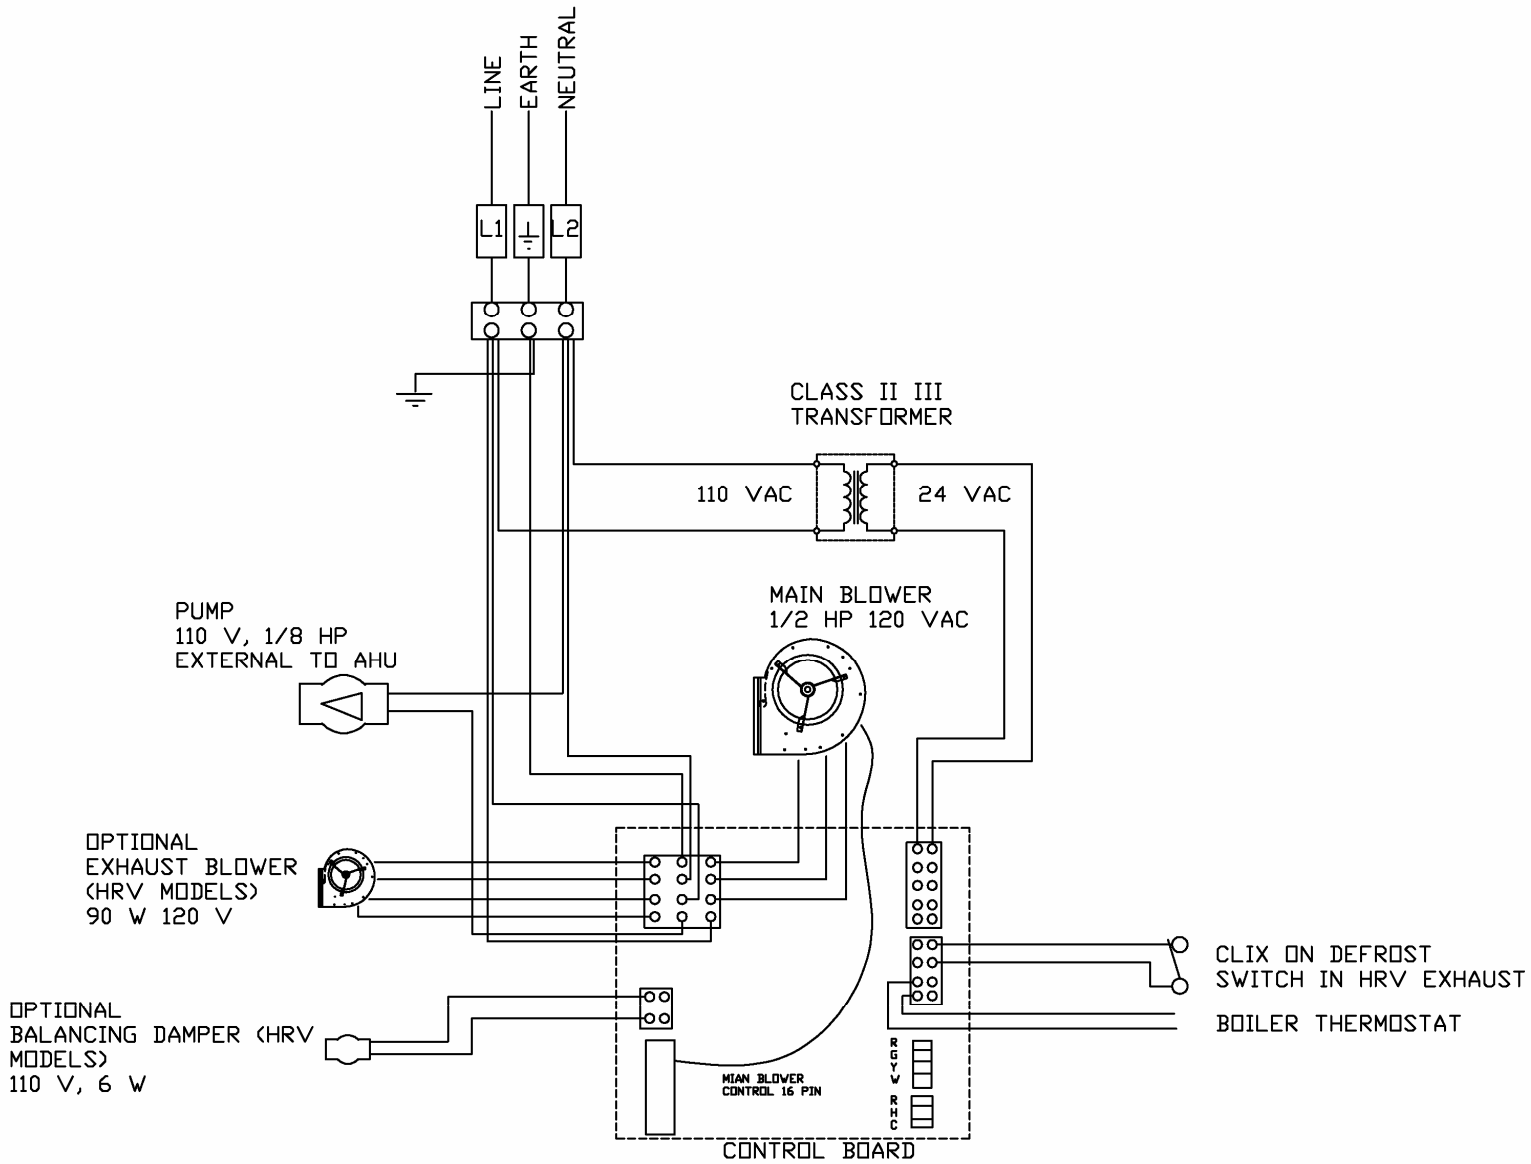 LINE
EARTH
NEUTRAL
L1
L2
CLASS II III
TRANSFORMER
110 VAC
24 VAC
MAIN BLOWER
1/2 HP 120 VAC
PUMP
110 V, 1/8 HP
EXTERNAL TO AHU
OPTIONAL
EXHAUST BLOWER
(HRV MODELS)
90 W 120 V
CLIX ON DEFROST
SWITCH IN HRV EXHAUST
BOILER THERMOSTAT
OPTIONAL
BALANCING DAMPER (HRV
MODELS)
110 V, 6 W
R
G
Y
W
MIAN BLOWER
CONTROL 16 PIN
R
H
C
CONTROL BOARD